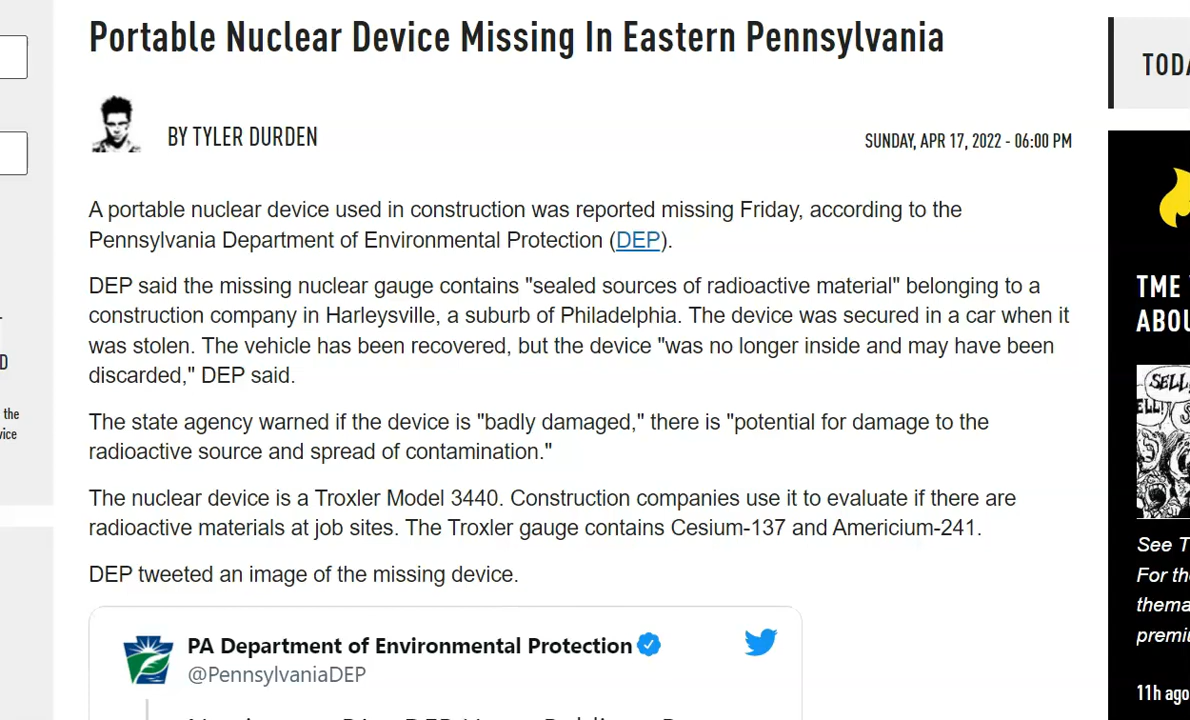 Portable Nuclear Device Missing In Eastern Pennsylvania
BY TYLER DURDEN
SUNDAY, APR 17, 2022 - 06:00 PM
A portable nuclear device used in construction was reported missing Friday, according to the
Pennsylvania Department of Environmental Protection (DEP).
DEP said the missing nuclear gauge contains "sealed sources of radioactive material" belonging to a
construction company in Harleysville, a suburb of Philadelphia. The device was secured in a car when it
was stolen. The vehicle has been recovered, but the device "was no longer inside and may have been
discarded," DEP said.
The state agency warned if the device is "badly damaged," there is "potential for damage to the
radioactive source and spread of contamination."
The nuclear device is a Troxler Model 3440. Construction companies use it to evaluate if there are
radioactive materials at job sites. The Troxler gauge contains Cesium-137 and Americium-241.
DEP tweeted an image of the missing device.
PA Department of Environmental Protection
@PennsylvaniaDEP
the
TME
ABOU
SELL
See T
For th
thema
premiu
11h ago